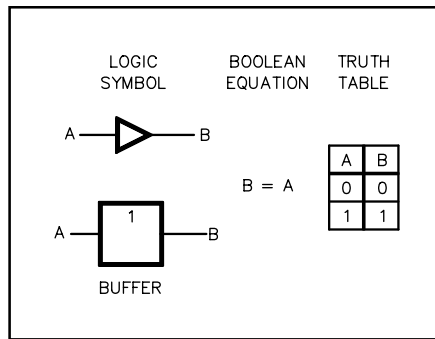 LOGIC SYMBOL
BOOLEAN EQUATION
TRUTH TABLE
A B
B = A
A B
0 0
1 1
1
A B
BUFFER